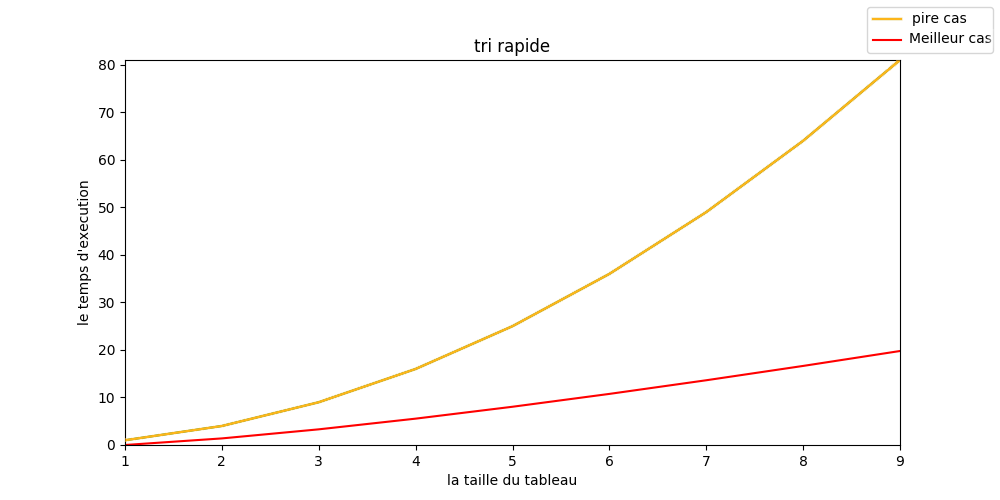 pire cas
Meilleur cas
tri rapide
80
70
60
50
40
30
20
10
0
le temps d'execution
1 2 3 4 5 6 7 8 9
la taille du tableau